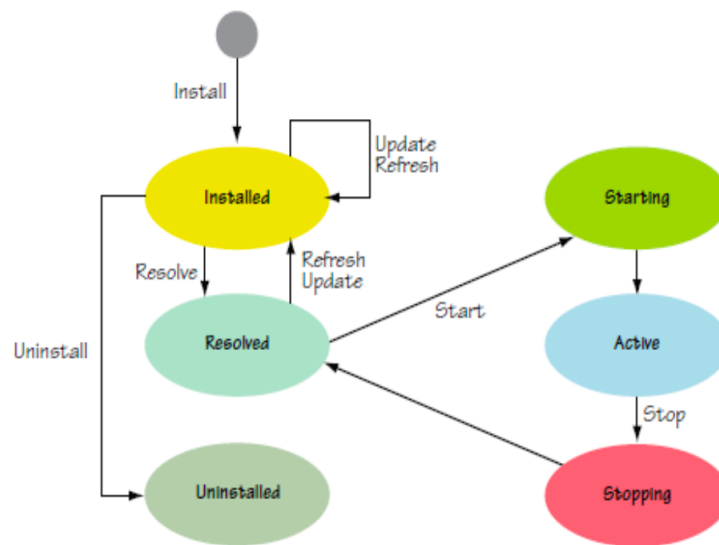 Install
Update
Refresh
Installed
Starting
Resolve
Refresh
Update
Start
Uninstall
Resolved
Active
Stop
Uninstalled
Stopping